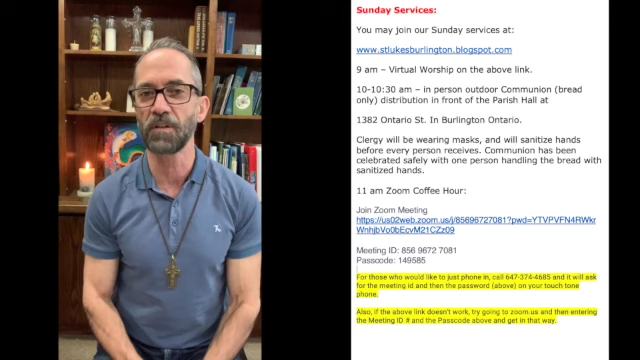 Sunday Services:
You may join our Sunday services at:
www.stlukesburlington.blogspot.com
9 am – Virtual Worship on the above link.
10-10:30 am – in person outdoor Communion (bread
only) distribution in front of the Parish Hall at
1382 Ontario St. In Burlington Ontario.
Clergy will be wearing masks, and will sanitize hands
before every person receives. Communion has been
celebrated safely with one person handling the bread with
sanitized hands.
11 am Zoom Coffee Hour:
Join Zoom Meeting
https://us02web.zoom.us/j/85696727081?pwd=YTVPVFN4RWkr
WnhjbVo0bEcvM21CZz09
Meeting ID: 856 9672 7081
Passcode: 149585
For those who would like to just phone in, call 647-374-4685 and it will ask
for the meeting id and then the password (above) on your touch tone
phone.
Also, if the above link doesn't work, try going to zoom.us and then entering
the Meeting ID # and the Passcode above and get in that way.